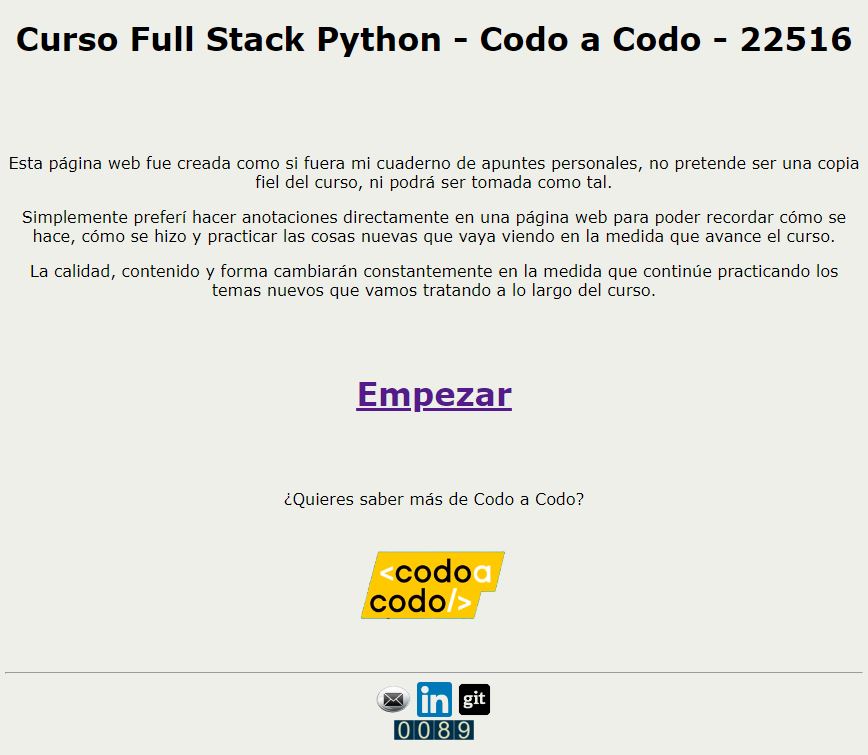 Curso Full Stack Python - Codo a Codo - 22516
Esta página web fue creada como si fuera mi cuaderno de apuntes personales, no pretende ser una copia
fiel del curso, ni podrá ser tomada como tal.
Simplemente preferí hacer anotaciones directamente en una página web para poder recordar cómo se
hace, cómo se hizo y practicar las cosas nuevas que vaya viendo en la medida que avance el curso.
La calidad, contenido y forma cambiarán constantemente en la medida que continúe practicando los
temas nuevos que vamos tratando a lo largo del curso.
Empezar
¿Quieres saber más de Codo a Codo?
<codo a
codo/>
in git
0089